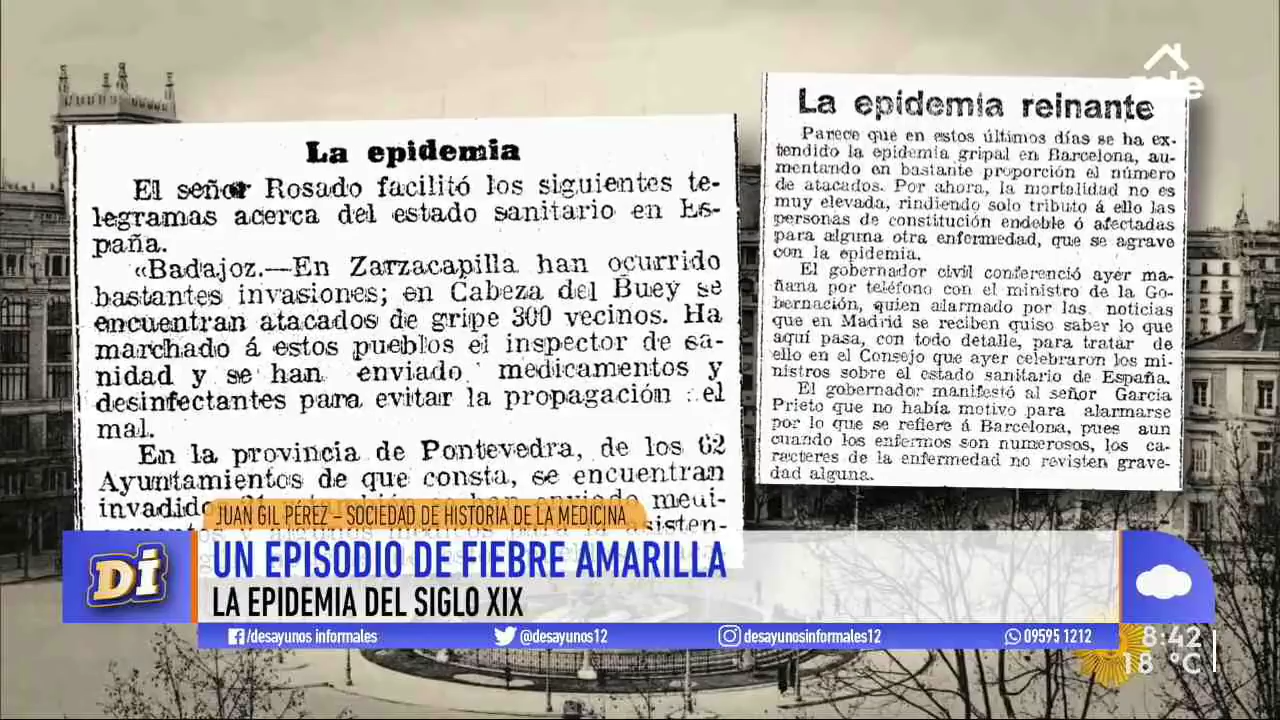 La epidemia
El señor Rosado facilitó los siguientes te-
legramas acerca del estado sanitario en Es-
paña.
«Badajoz.—En Zarzacapilla han ocurrido
bastantes invasiones; en Cabeza del Buey se
encuentran atacados de gripe 300 vecinos. Ha
marchado á estos pueblos el inspector de sa-
nidad y se han enviado medicamentos y
desinfectantes para evitar la propagación del
mal.
En la provincia de Pontevedra, de los 62
Ayuntamientos de que consta, se encuentran
invadido
La epidemia reinante
Parece que en estos últimos días se ha ex-
tendido la epidemia gripal en Barcelona, au-
mentando en bastante proporción el número
de atacados. Por ahora, la mortalidad no es
muy elevada, rindiendo solo tributo á ello las
personas de constitución endeble ó afectadas
para alguna otra enfermedad, que se agrave
con la epidemia.
El gobernador civil conferenció ayer ma-
ñana por teléfono con el ministro de la Go-
bernación, quien alarmado por las noticias
que en Madrid se reciben quiso saber lo que
aquí pasa, con todo detalle, para tratar de
ello en el Consejo que ayer celebraron los mi-
nistros sobre el estado sanitario de España.
El gobernador manifestó al señor García
Prieto que no había motivo para alarmarse
por lo que se refiere á Barcelona, pues aun
cuando los enfermos son numerosos, los ca-
racteres de la enfermedad no revisten grave-
dad alguna.
JUAN GIL PÉREZ – SOCIEDAD DE HISTORIA DE LA MEDICINA
Di
UN EPISODIO DE FIEBRE AMARILLA
LA EPIDEMIA DEL SIGLO XIX
/desayunos informales
@desayunos12
desayunosinformales12
09595 1212
8:42
18 °C